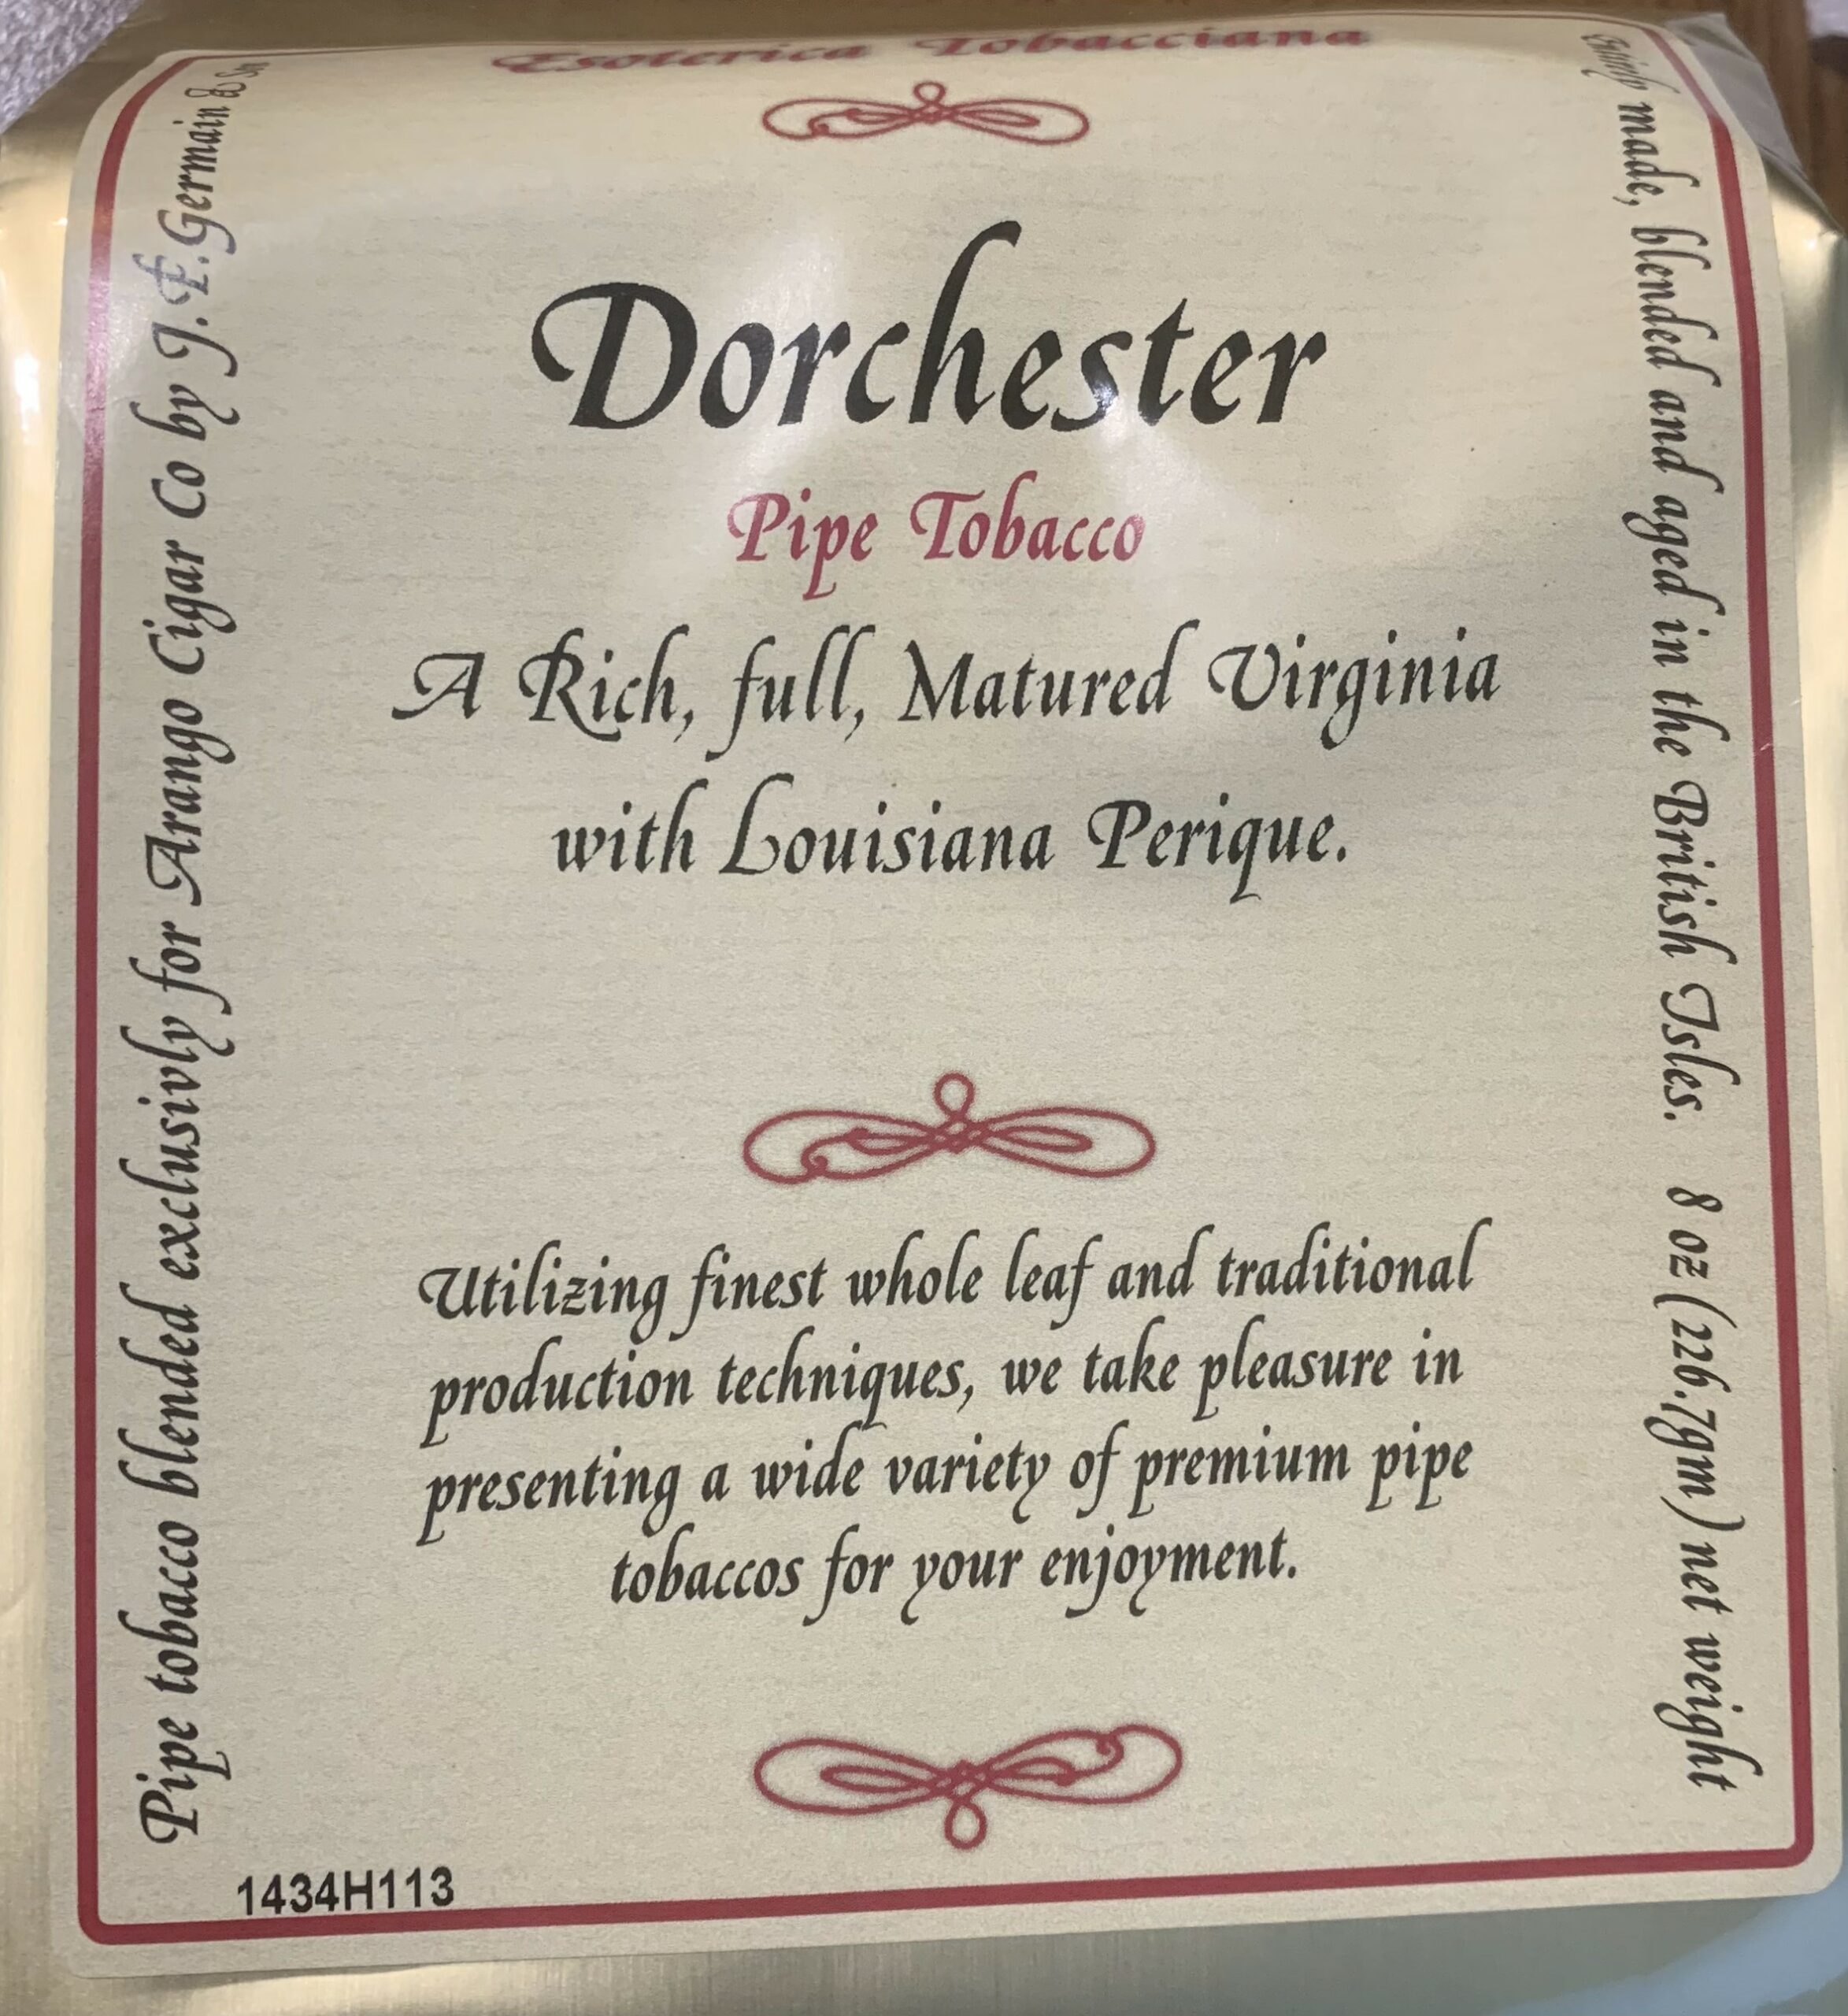 Esoterica Tobacciana
Dorchester
Pipe Tobacco
A Rich, full, Matured Virginia
with Louisiana Perique.
Utilizing finest whole leaf and traditional
production techniques, we take pleasure in
presenting a wide variety of premium pipe
tobaccos for your enjoyment.
Pipe tobacco blended exclusivly for Arango Cigar Co by J.F.Germain & Son
made, blended and aged in the British Isles. 8 oz (226.7gm) net weight
1434H113